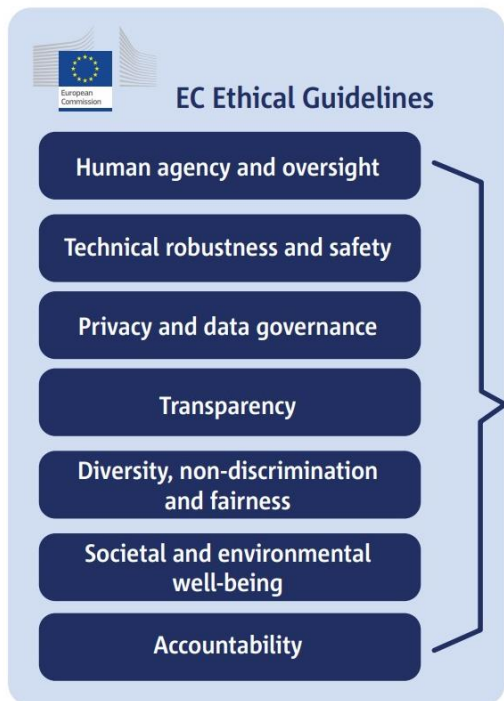 European
Commission
EC Ethical Guidelines
Human agency and oversight
Technical robustness and safety
Privacy and data governance
Transparency
Diversity, non-discrimination
and fairness
Societal and environmental
well-being
Accountability